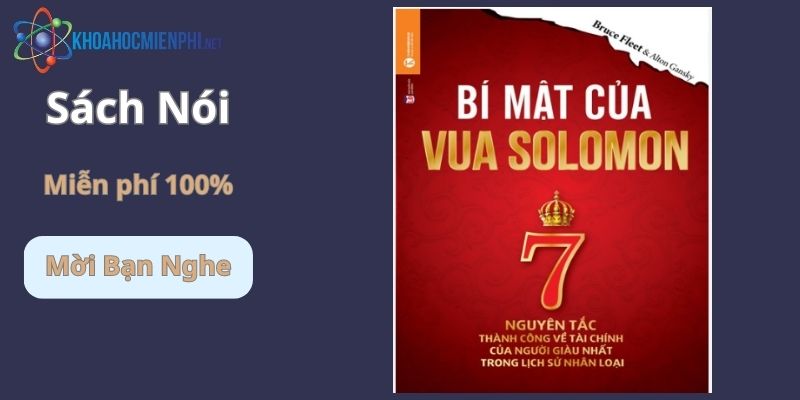 KHOAHOCMIENPHI.NET
Sách Nói
Miễn phí 100%
Mời Bạn Nghe
Bruce Fleet & Alton Gansky
BÍ MẬT CỦA
VUA SOLOMON
7
NGUYÊN TẮC
THÀNH CÔNG VỀ TÀI CHÍNH
CỦA NGƯỜI GIÀU NHẤT
TRONG LỊCH SỬ NHÂN LOẠI